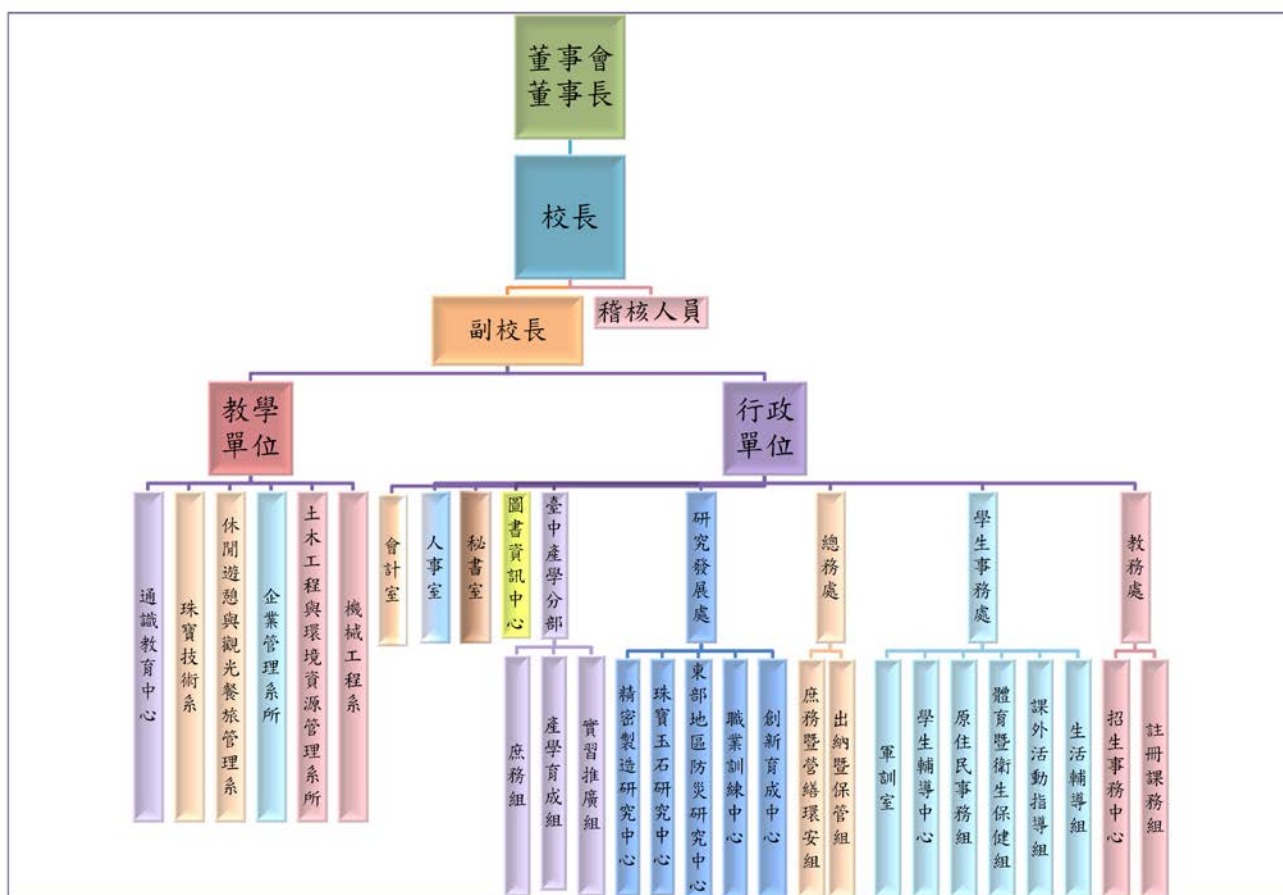 董事會
董事長
校長
副校長
稽核人員
教學
單位
行政
單位
通識教育中心
珠寶技術系
休閒遊憩與觀光餐旅管理系
企業管理系所
土木工程與環境資源管理系所
機械工程系
會計室
人事室
秘書室
圖書資訊中心
臺中產學分部
研究發展處
總務處
學生事務處
教務處
庶務組
產學育成組
實習推廣組
精密製造研究中心
珠寶玉石研究中心
東部地區防災研究中心
職業訓練中心
創新育成中心
庶務暨營繕環安組
出納暨保管組
軍訓室
學生輔導中心
原住民事務組
體育暨衛生保健組
課外活動指導組
生活輔導組
招生事務中心
註冊課務組